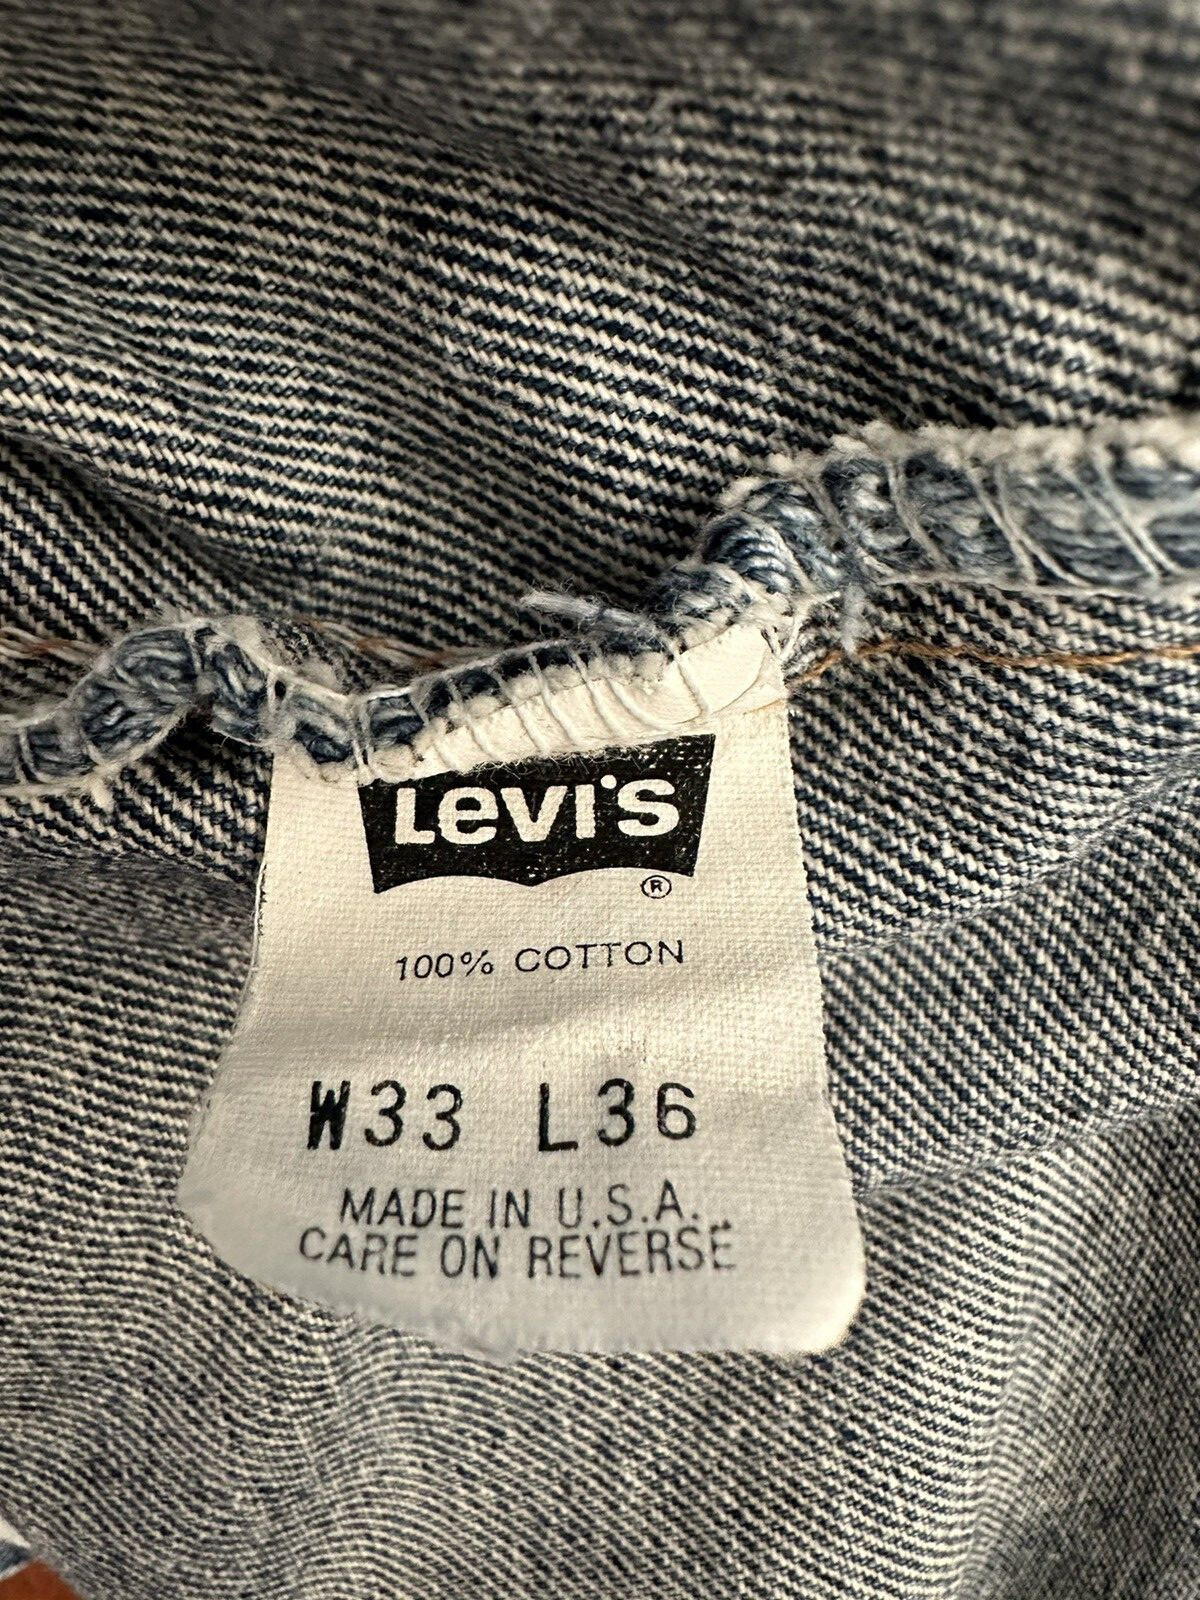 Levi's
®
100% COTTON
W33 L36
MADE IN U.S.A.
CARE ON REVERSE